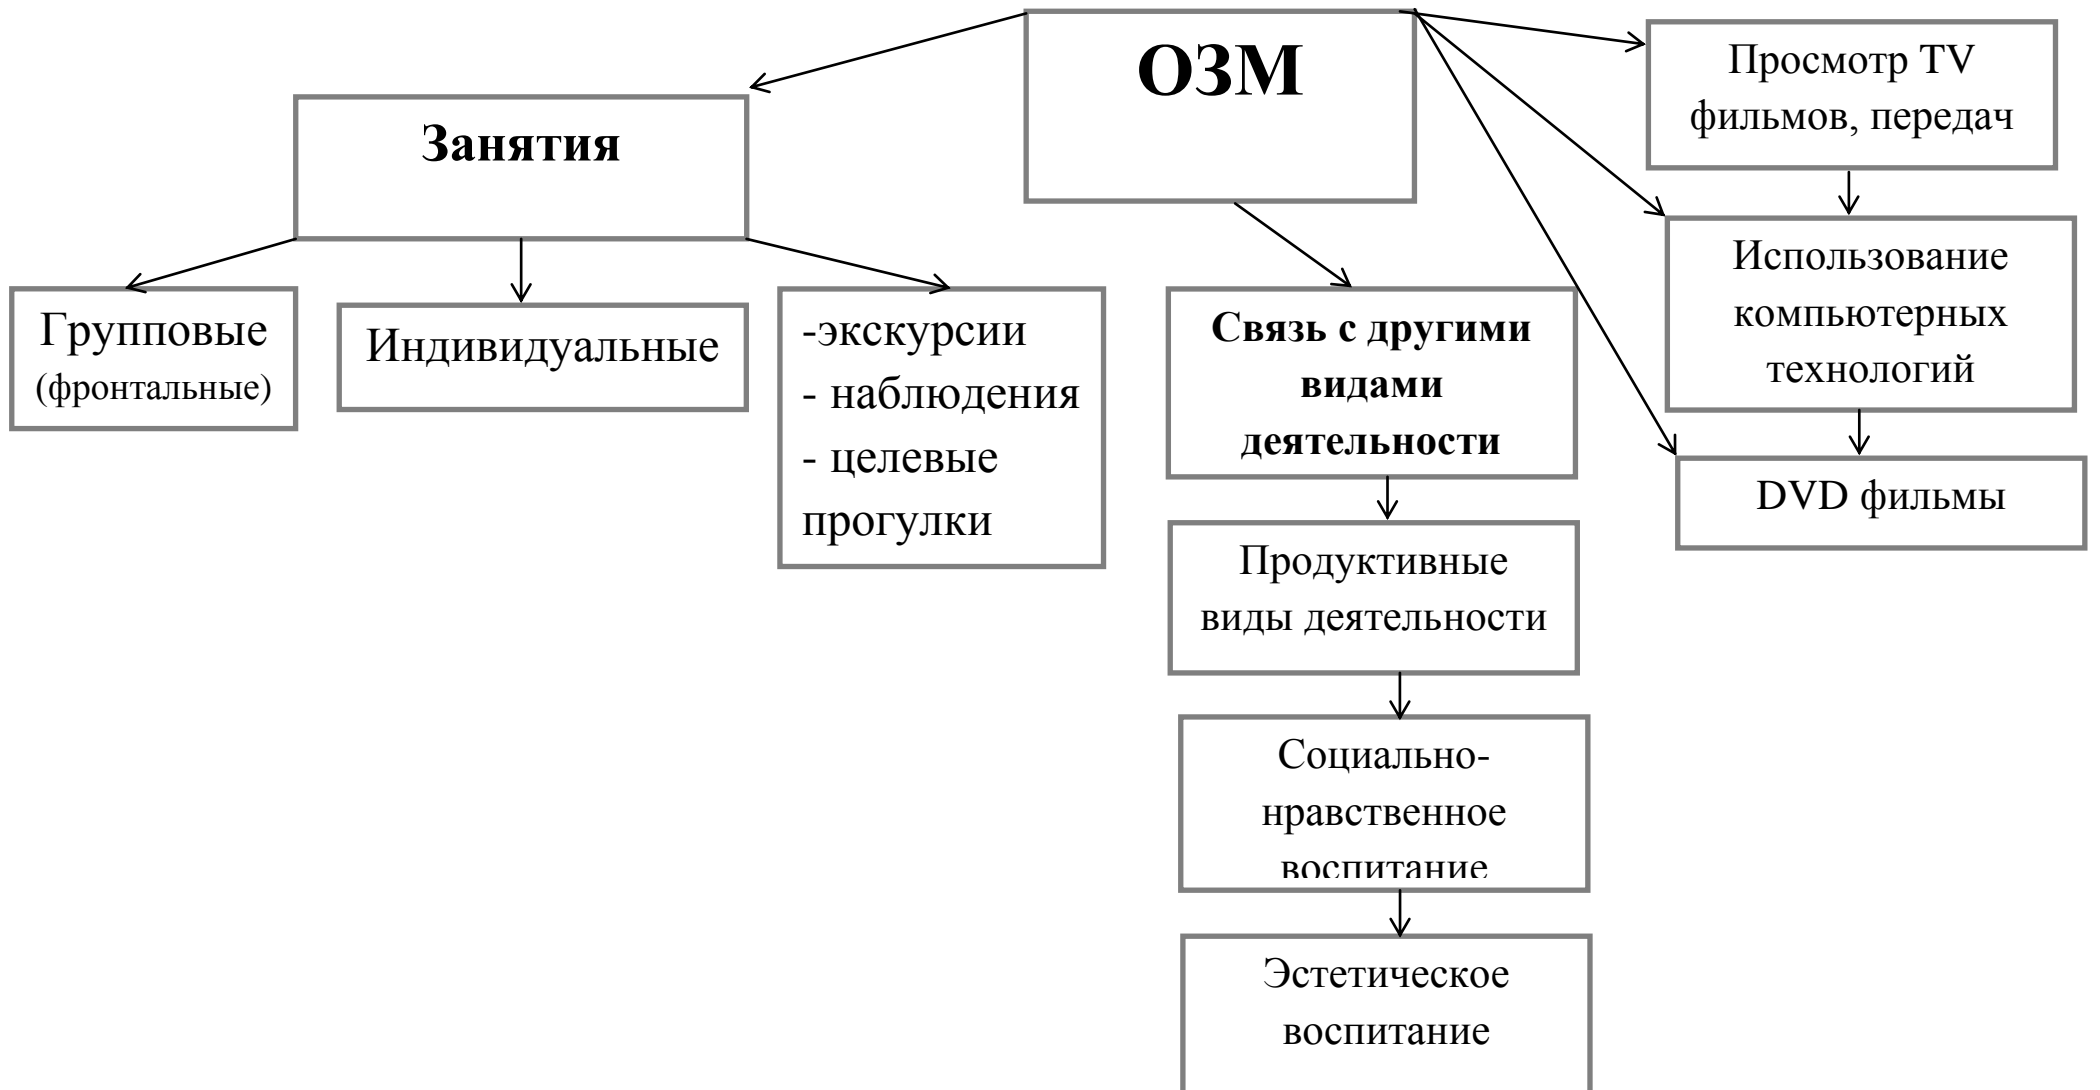 ОЗМ
Занятия
Групповые
(фронтальные)
Индивидуальные
-экскурсии
- наблюдения
- целевые
прогулки
Связь с другими
видами
деятельности
Продуктивные
виды деятельности
Социально-
нравственное
воспитание
Эстетическое
воспитание
Просмотр TV
фильмов, передач
Использование
компьютерных
технологий
DVD фильмы